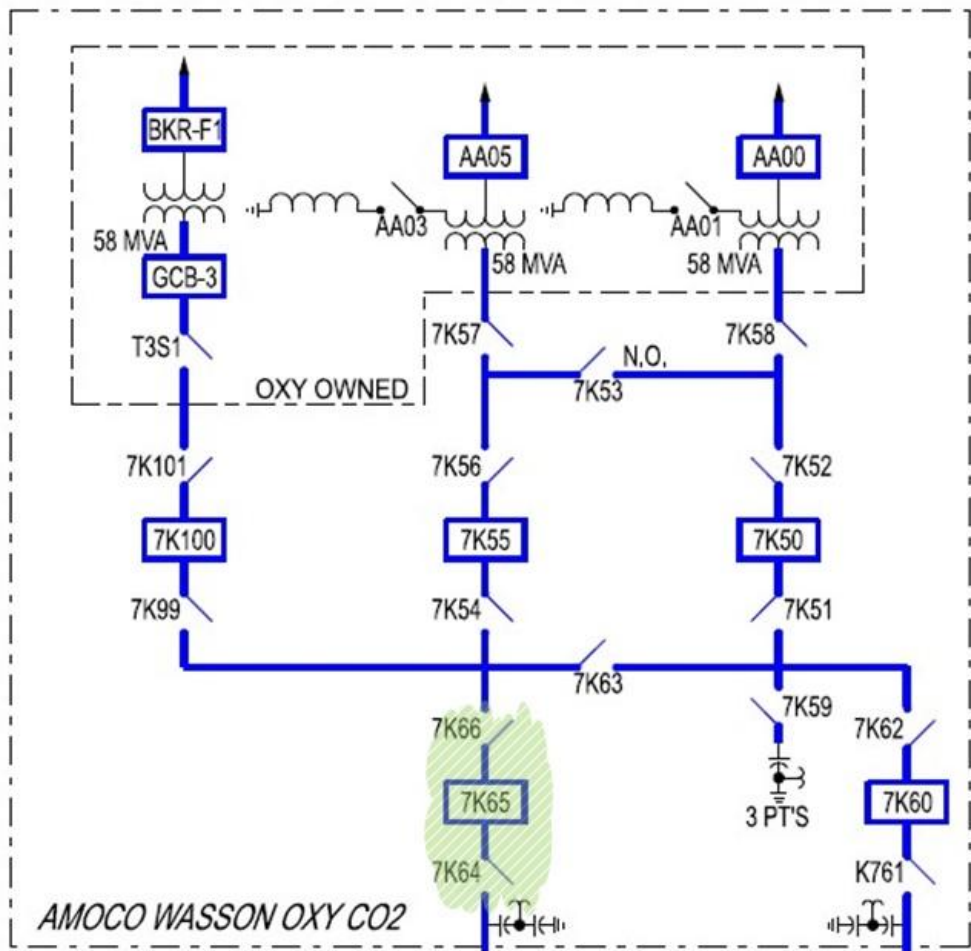 BKR-F1
AA05
AA00
AA03
AA01
58 MVA
58 MVA
58 MVA
GCB-3
T3S1
7K57
7K58
N.O.
7K53
OXY OWNED
7K101
7K56
7K52
7K100
7K55
7K50
7K99
7K54
7K51
7K63
7K66
7K59
7K62
7K65
3 PT'S
7K60
7K64
K761
AMOCO WASSON OXY CO2